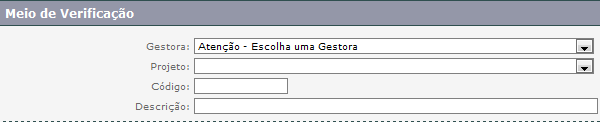 Meio de Verificação
Gestora: Atenção - Escolha uma Gestora
Projeto:
Código:
Descrição: